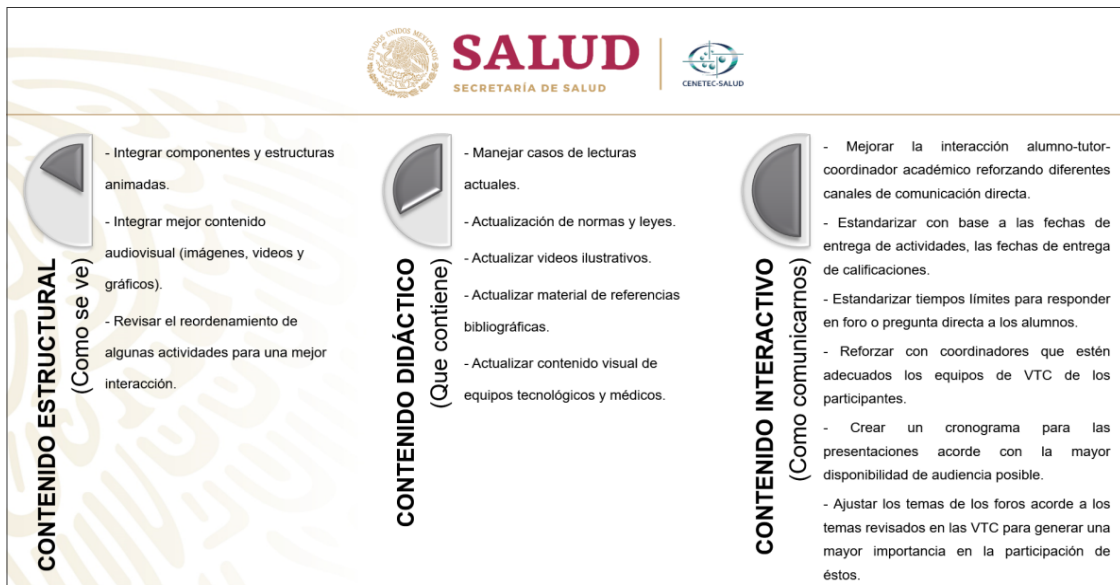 ESTADOS UNIDOS MEXICANOS
SALUD
SECRETARÍA DE SALUD
CENETEC-SALUD
CONTENIDO ESTRUCTURAL
(Como se ve)
- Integrar componentes y estructuras
animadas.
- Integrar mejor contenido
audiovisual (imágenes, videos y
gráficos).
- Revisar el reordenamiento de
algunas actividades para una mejor
interacción.
CONTENIDO DIDÁCTICO
(Que contiene)
- Manejar casos de lecturas
actuales.
- Actualización de normas y leyes.
- Actualizar videos ilustrativos.
- Actualizar material de referencias
bibliográficas.
- Actualizar contenido visual de
equipos tecnológicos y médicos.
CONTENIDO INTERACTIVO
(Como comunicarnos)
- Mejorar la interacción alumno-tutor-
coordinador académico reforzando diferentes
canales de comunicación directa.
- Estandarizar con base a las fechas de
entrega de actividades, las fechas de entrega
de calificaciones.
- Estandarizar tiempos límites para responder
en foro o pregunta directa a los alumnos.
- Reforzar con coordinadores que estén
adecuados los equipos de VTC de los
participantes.
- Crear un cronograma para las
presentaciones acorde con la mayor
disponibilidad de audiencia posible.
- Ajustar los temas de los foros acorde a los
temas revisados en las VTC para generar una
mayor importancia en la participación de
éstos.